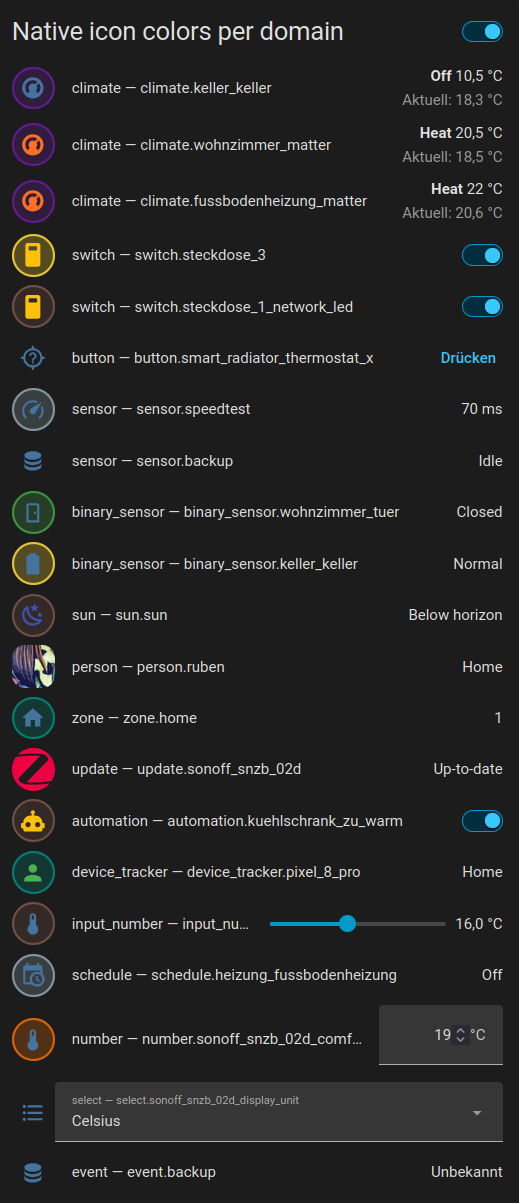 Native icon colors per domain
climate — climate.keller_keller
Off 10,5 °C
Aktuell: 18,3 °C
climate — climate.wohnzimmer_matter
Heat 20,5 °C
Aktuell: 18,5 °C
climate — climate.fussbodenheizung_matter
Heat 22 °C
Aktuell: 20,6 °C
switch — switch.steckdose_3
switch — switch.steckdose_1_network_led
button — button.smart_radiator_thermostat_x
Drücken
sensor — sensor.speedtest
70 ms
sensor — sensor.backup
Idle
binary_sensor — binary_sensor.wohnzimmer_tuer
Closed
binary_sensor — binary_sensor.keller_keller
Normal
sun — sun.sun
Below horizon
person — person.ruben
Home
zone — zone.home
1
update — update.sonoff_snzb_02d
Up-to-date
automation — automation.kuehlschrank_zu_warm
device_tracker — device_tracker.pixel_8_pro
Home
input_number — input_nu...
16,0 °C
schedule — schedule.heizung_fussbodenheizung
Off
number — number.sonoff_snzb_02d_comf...
19 °C
select — select.sonoff_snzb_02d_display_unit
Celsius
event — event.backup
Unbekannt